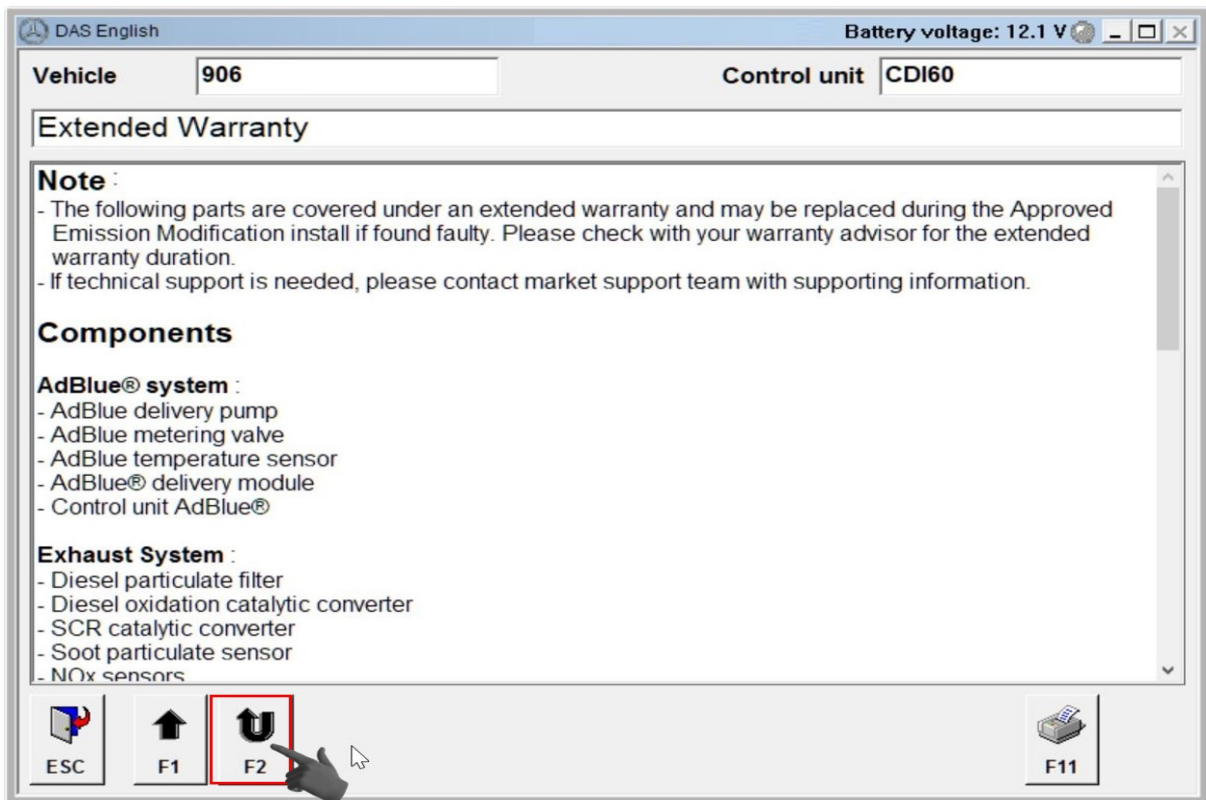 DAS English
Battery voltage: 12.1 V
Vehicle 906 Control unit CDI60
Extended Warranty
Note :
- The following parts are covered under an extended warranty and may be replaced during the Approved
Emission Modification install if found faulty. Please check with your warranty advisor for the extended
warranty duration.
- If technical support is needed, please contact market support team with supporting information.
Components
AdBlue® system :
- AdBlue delivery pump
- AdBlue metering valve
- AdBlue temperature sensor
- AdBlue® delivery module
- Control unit AdBlue®
Exhaust System :
- Diesel particulate filter
- Diesel oxidation catalytic converter
- SCR catalytic converter
- Soot particulate sensor
- NOx sensors
ESC F1 F2 F11